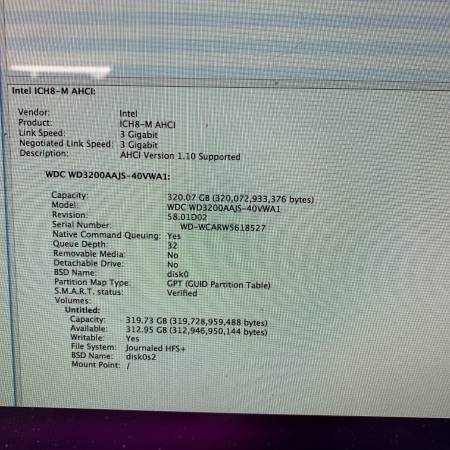 Intel ICH8-M AHCI:
Vendor: Intel
Product: ICH8-M AHCI
Link Speed: 3 Gigabit
Negotiated Link Speed: 3 Gigabit
Description: AHCI Version 1.10 Supported
WDC WD3200AAJS-40VWA1:
Capacity: 320.07 GB (320,072,933,376 bytes)
Model: WDC WD3200AAJS-40VWA1
Revision: 58.01D02
Serial Number: WD-WCARW5618527
Native Command Queuing: Yes
Queue Depth: 32
Removable Media: No
Detachable Drive: No
BSD Name: disk0
Partition Map Type: GPT (GUID Partition Table)
S.M.A.R.T. status: Verified
Volumes:
Untitled:
Capacity: 319.73 GB (319,728,959,488 bytes)
Available: 312.95 GB (312,946,950,144 bytes)
Writable: Yes
File System: Journaled HFS+
BSD Name: disk0s2
Mount Point: /